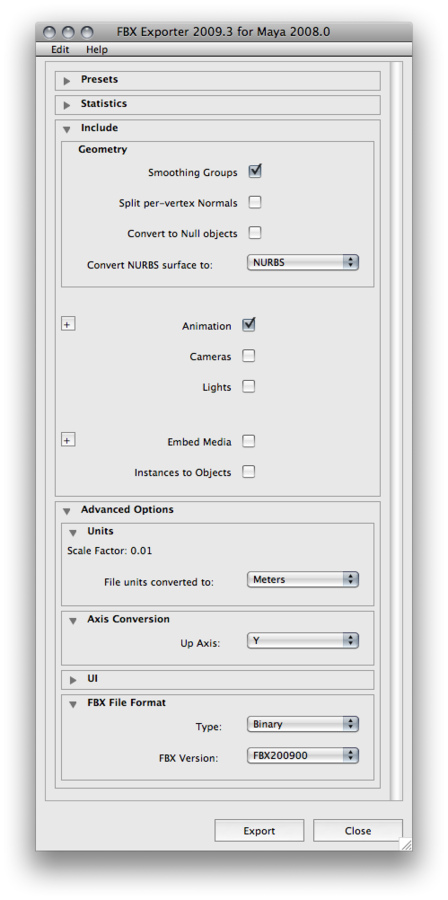 FBX Exporter 2009.3 for Maya 2008.0
Edit Help
Presets
Statistics
Include
Geometry
Smoothing Groups
Split per-vertex Normals
Convert to Null objects
Convert NURBS surface to: NURBS
+ Animation
Cameras
Lights
+ Embed Media
Instances to Objects
Advanced Options
Units
Scale Factor: 0.01
File units converted to: Meters
Axis Conversion
Up Axis: Y
UI
FBX File Format
Type: Binary
FBX Version: FBX200900
Export Close